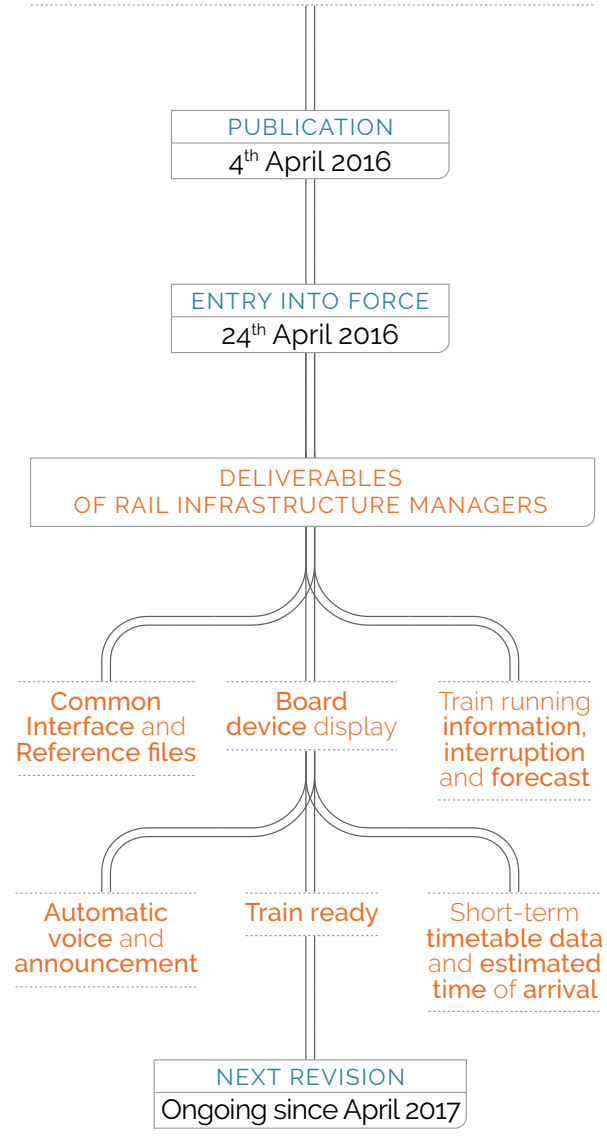 PUBLICATION
4th April 2016
ENTRY INTO FORCE
24th April 2016
DELIVERABLES
OF RAIL INFRASTRUCTURE MANAGERS
Common
Interface and
Reference files
Board
device display
Train running
information,
interruption
and forecast
Automatic
voice and
announcement
Train ready
Short-term
timetable data
and estimated
time of arrival
NEXT REVISION
Ongoing since April 2017